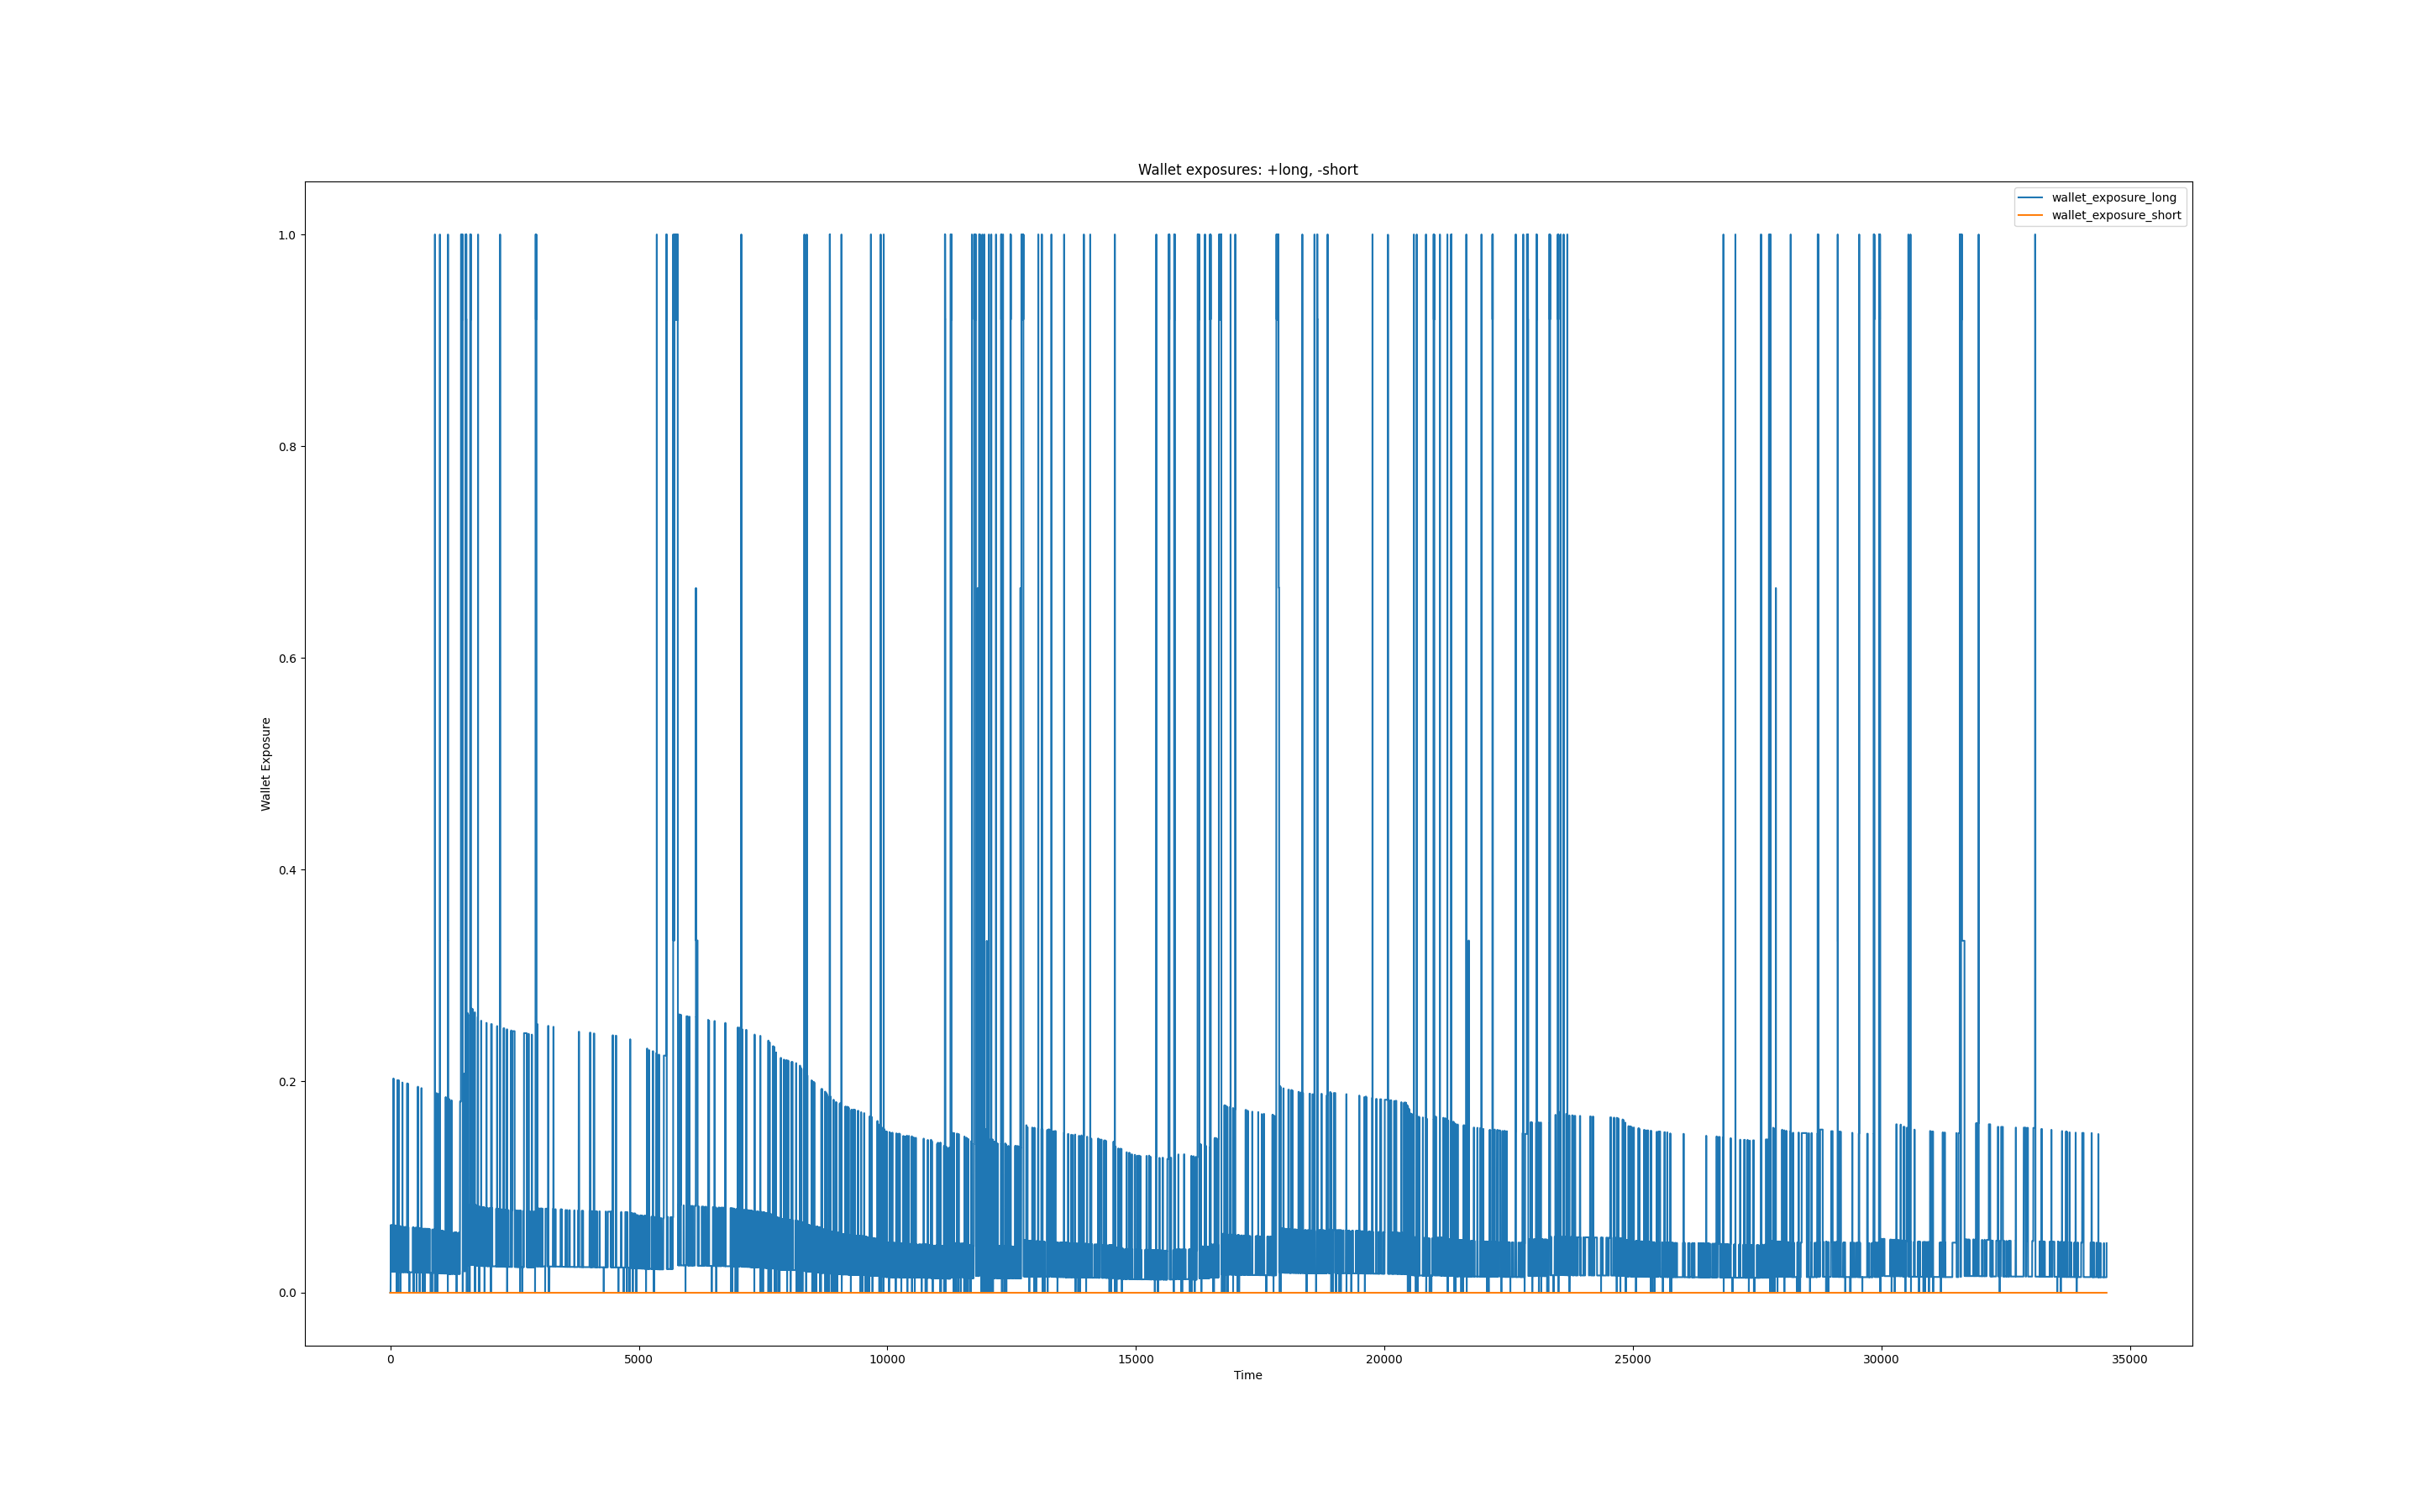 Wallet exposures: +long, -short
wallet_exposure_long
wallet_exposure_short
1.0
0.8
0.6
0.4
0.2
0.0
Wallet Exposure
0 5000 10000 15000 20000 25000 30000 35000
Time